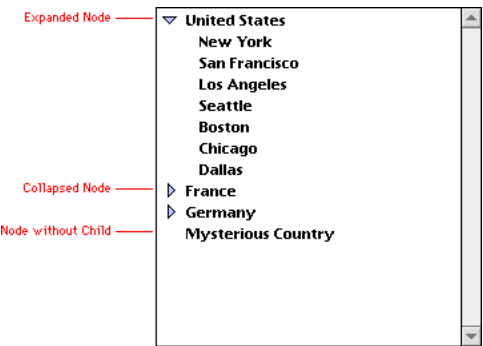 Expanded Node
United States
New York
San Francisco
Los Angeles
Seattle
Boston
Chicago
Dallas
Collapsed Node
France
Germany
Node without Child
Mysterious Country